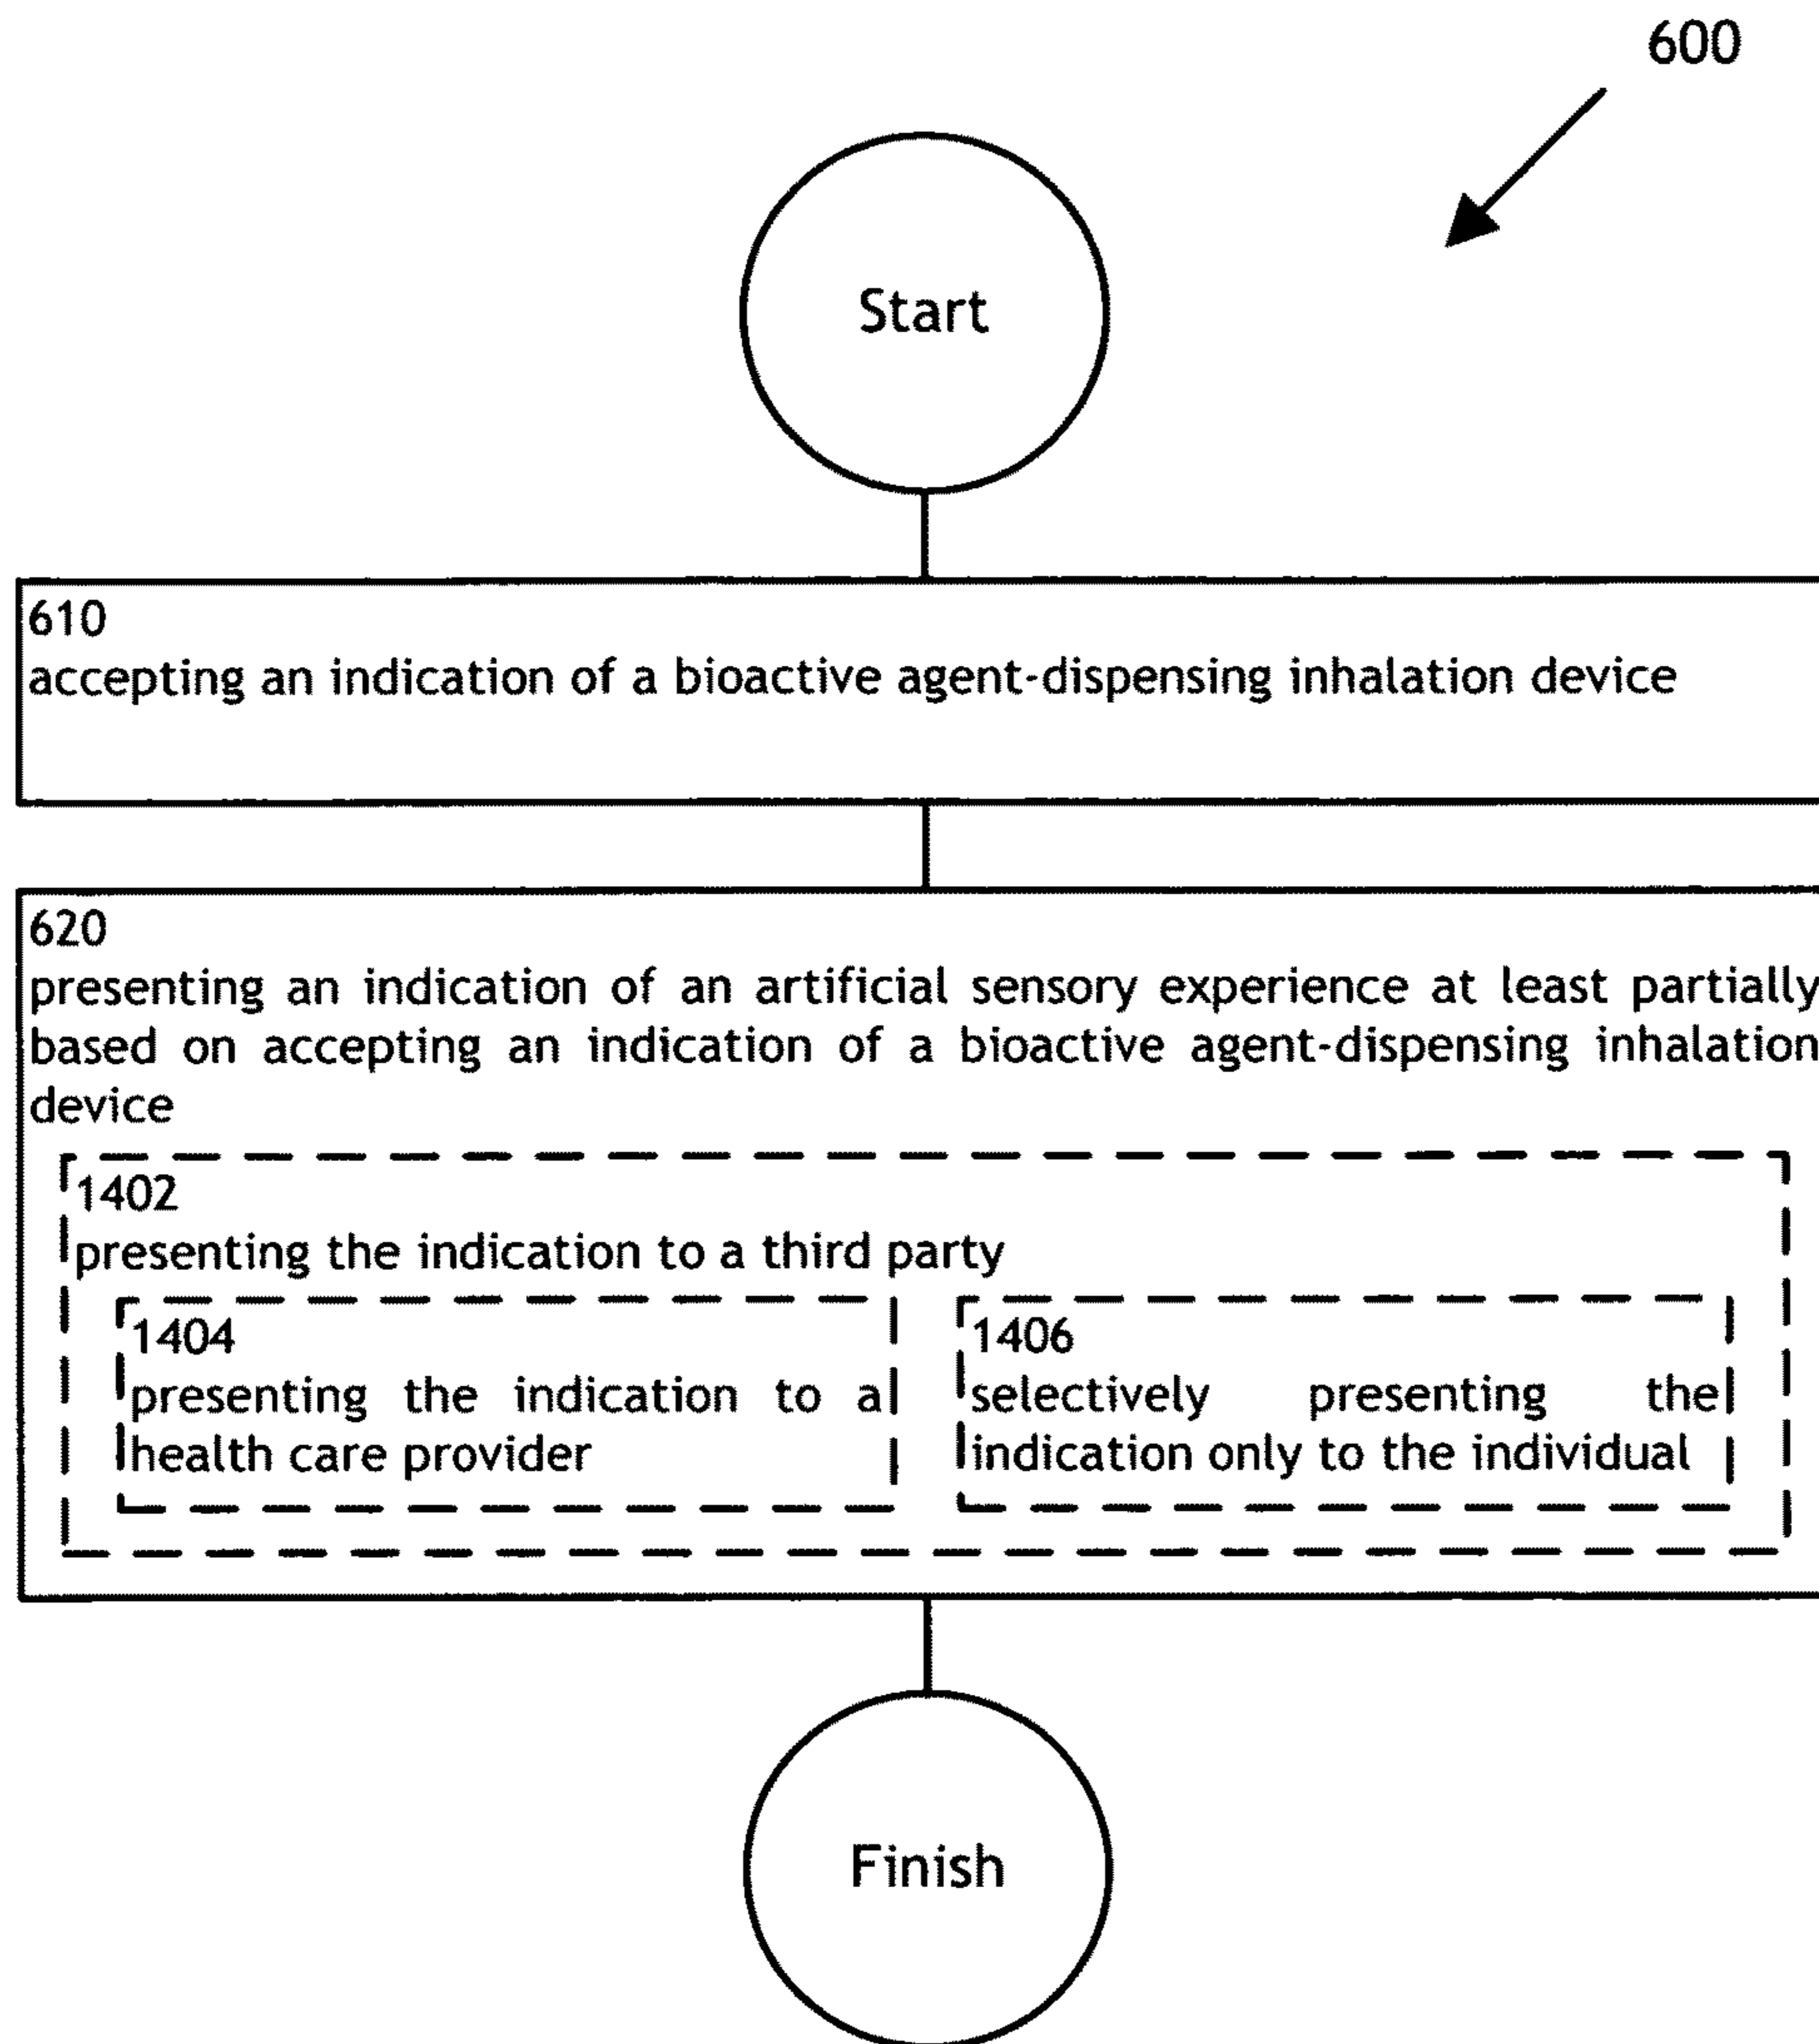 600
Start
610
accepting an indication of a bioactive agent-dispensing inhalation device
620
presenting an indication of an artificial sensory experience at least partially
based on accepting an indication of a bioactive agent-dispensing inhalation
device
1402
presenting the indication to a third party
1404
presenting the indication to a
health care provider
1406
selectively presenting the
indication only to the individual
Finish